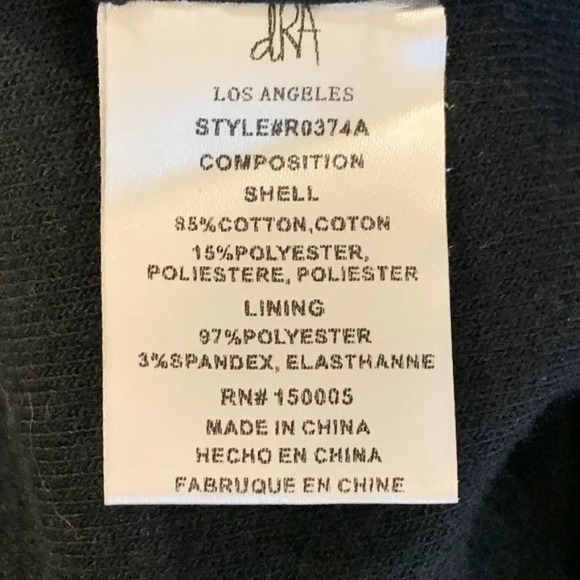 dRA
LOS ANGELES
STYLE#R0374A
COMPOSITION
SHELL
85%COTTON,COTON
15%POLYESTER,
POLIESTERE, POLIESTER
LINING
97%POLYESTER
3%SPANDEX, ELASTHANNE
RN# 150005
MADE IN CHINA
HECHO EN CHINA
FABRUQUE EN CHINE